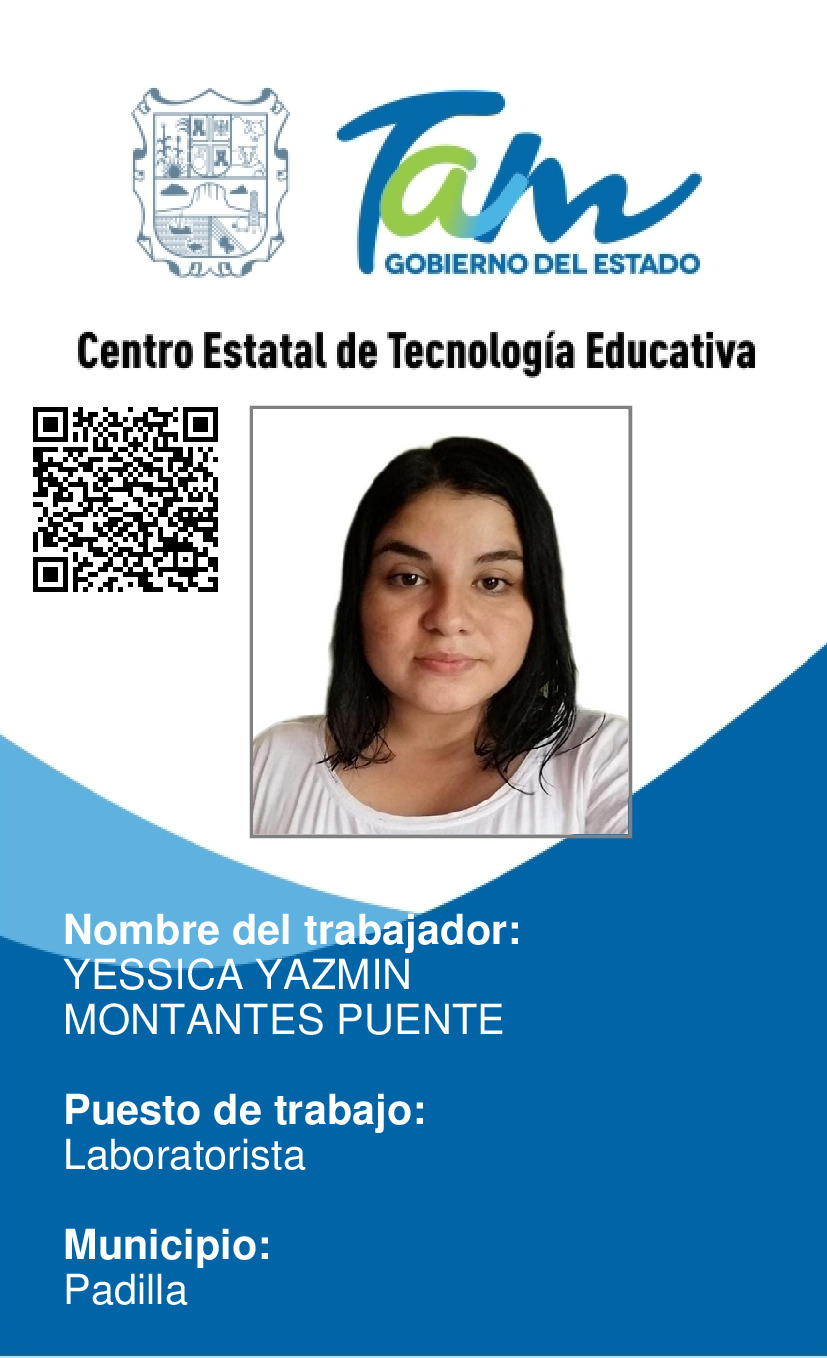 Tam
GOBIERNO DEL ESTADO
Centro Estatal de Tecnología Educativa
Nombre del trabajador:
YESSICA YAZMIN
MONTANTES PUENTE
Puesto de trabajo:
Laboratorista
Municipio:
Padilla